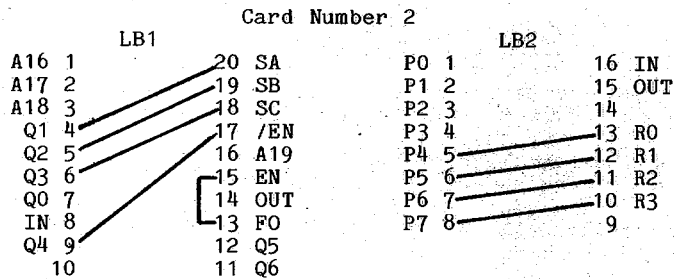 Card Number 2
LB1 LB2
A16 1 20 SA P0 1 16 IN
A17 2 19 SB P1 2 15 OUT
A18 3 18 SC P2 3 14
Q1 4 17 /EN P3 4 13 R0
Q2 5 16 A19 P4 5 12 R1
Q3 6 15 EN P5 6 11 R2
Q0 7 14 OUT P6 7 10 R3
IN 8 13 F0 P7 8 9
Q4 9 12 Q5
10 11 Q6